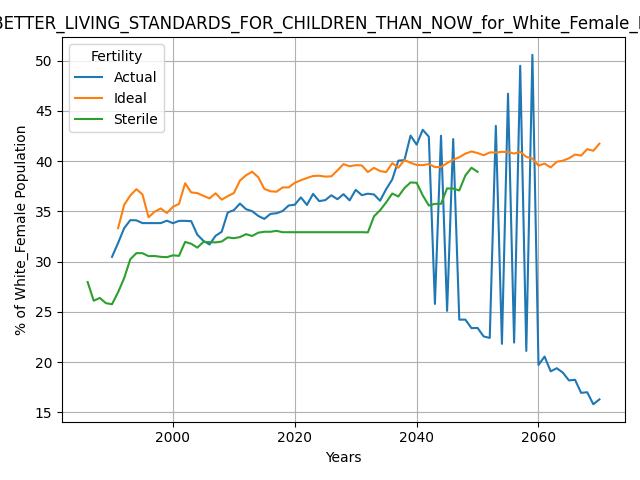 BETTER_LIVING_STANDARDS_FOR_CHILDREN_THAN_NOW_for_White_Female_
Fertility
Actual
Ideal
Sterile
% of White_Female Population
50
45
40
35
30
25
20
15
2000
2020
2040
2060
Years